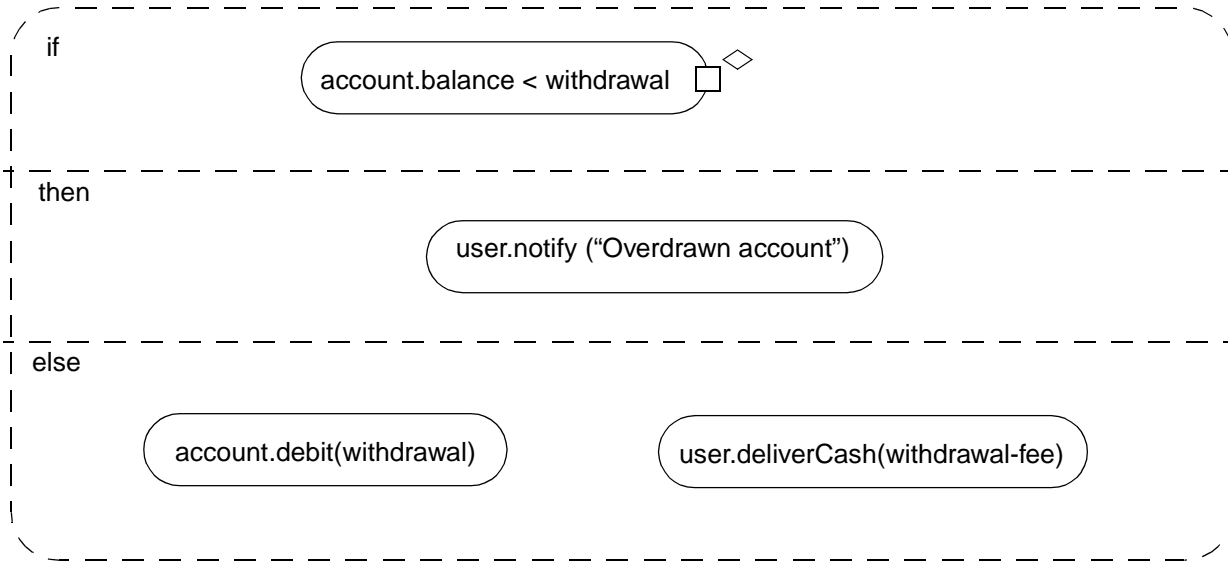 if
account.balance < withdrawal
then
user.notify (“Overdrawn account”)
else
account.debit(withdrawal)
user.deliverCash(withdrawal-fee)